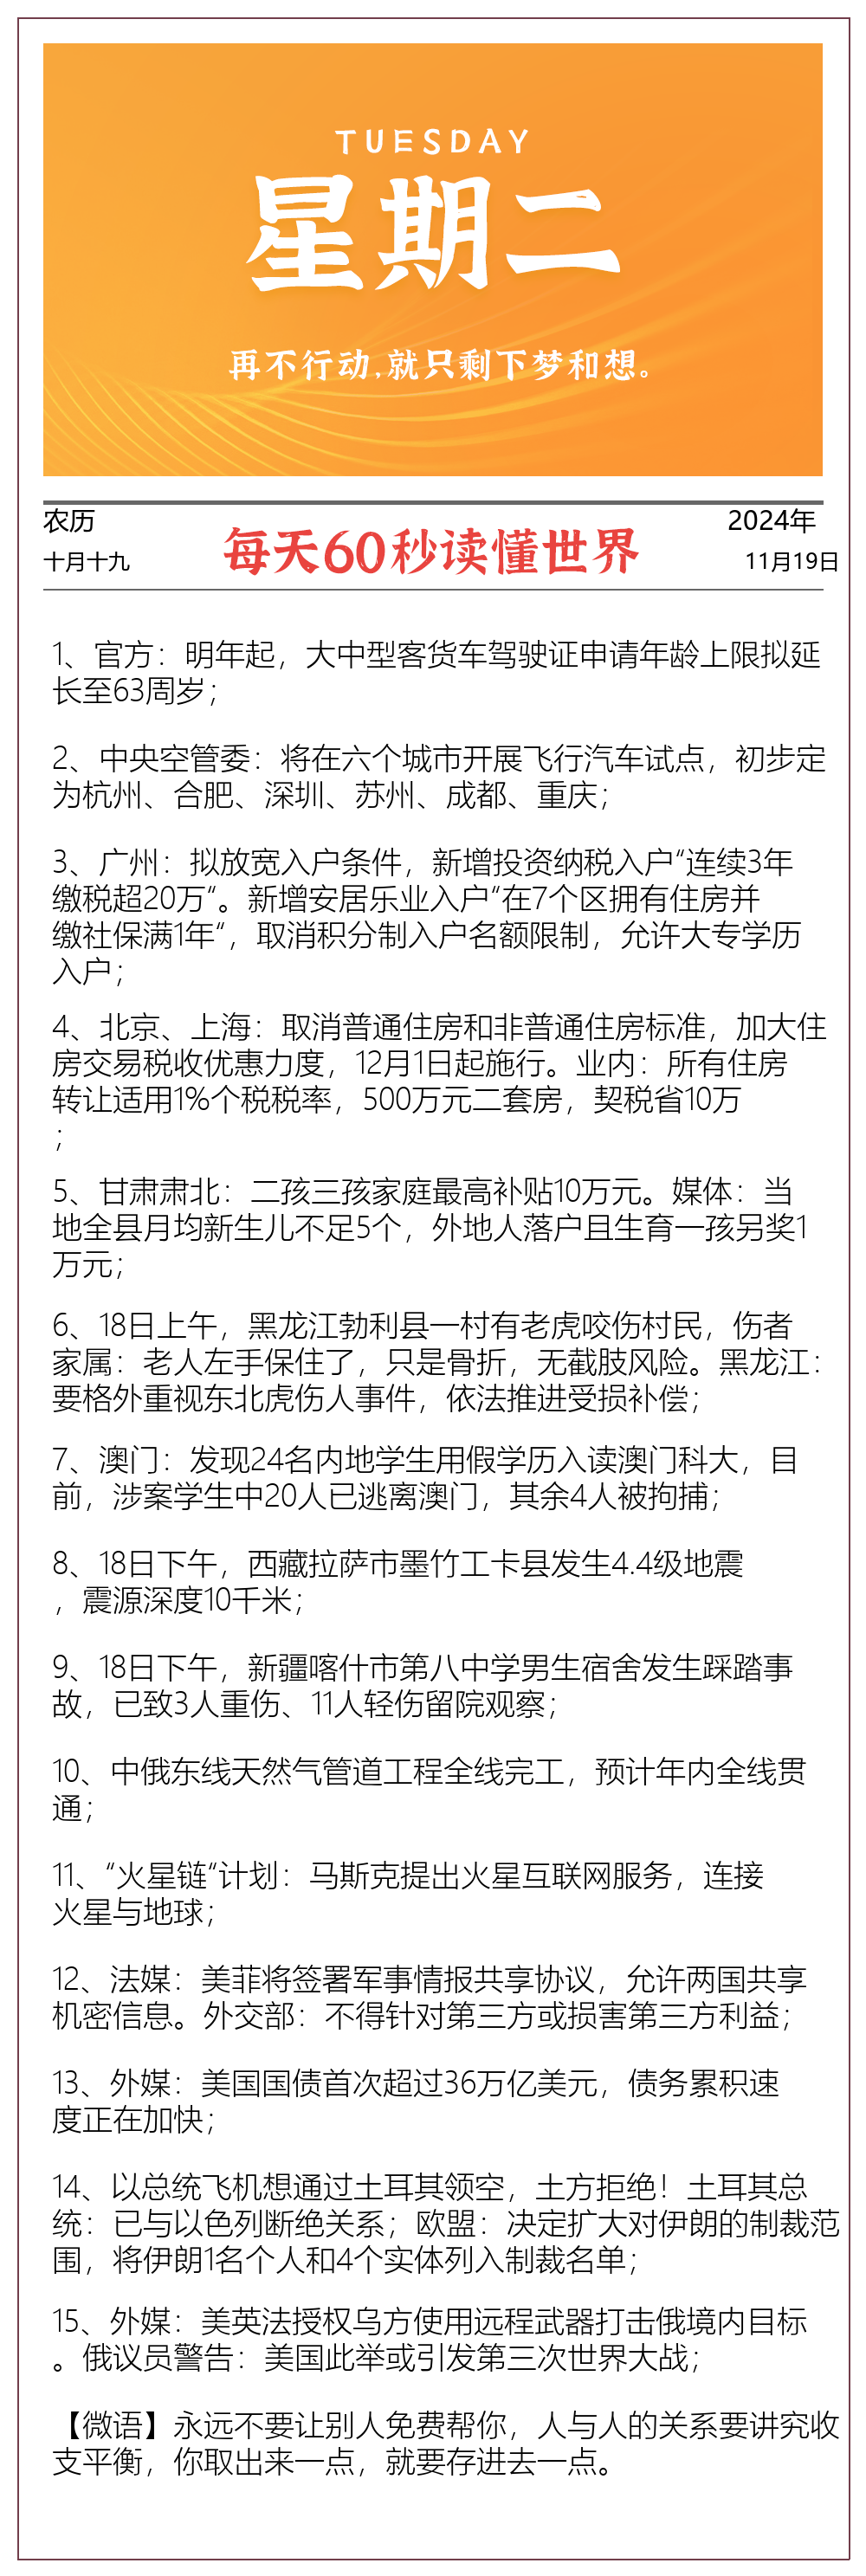 TUESDAY
星期二
再不行动,就只剩下梦和想。
农历
十月十九
每天60秒读懂世界
2024年
11月19日
1、官方：明年起，大中型客货车驾驶证申请年龄上限拟延
长至63周岁；
2、中央空管委：将在六个城市开展飞行汽车试点，初步定
为杭州、合肥、深圳、苏州、成都、重庆；
3、广州：拟放宽入户条件，新增投资纳税入户“连续3年
缴税超20万“。新增安居乐业入户“在7个区拥有住房并
缴社保满1年“，取消积分制入户名额限制，允许大专学历
入户；
4、北京、上海：取消普通住房和非普通住房标准，加大住
房交易税收优惠力度，12月1日起施行。业内：所有住房
转让适用1%个税税率，500万元二套房，契税省10万
；
5、甘肃肃北：二孩三孩家庭最高补贴10万元。媒体：当
地全县月均新生儿不足5个，外地人落户且生育一孩另奖1
万元；
6、18日上午，黑龙江勃利县一村有老虎咬伤村民，伤者
家属：老人左手保住了，只是骨折，无截肢风险。黑龙江：
要格外重视东北虎伤人事件，依法推进受损补偿；
7、澳门：发现24名内地学生用假学历入读澳门科大，目
前，涉案学生中20人已逃离澳门，其余4人被拘捕；
8、18日下午，西藏拉萨市墨竹工卡县发生4.4级地震
，震源深度10千米；
9、18日下午，新疆喀什市第八中学男生宿舍发生踩踏事
故，已致3人重伤、11人轻伤留院观察；
10、中俄东线天然气管道工程全线完工，预计年内全线贯
通；
11、“火星链“计划：马斯克提出火星互联网服务，连接
火星与地球；
12、法媒：美菲将签署军事情报共享协议，允许两国共享
机密信息。外交部：不得针对第三方或损害第三方利益；
13、外媒：美国国债首次超过36万亿美元，债务累积速
度正在加快；
14、以总统飞机想通过土耳其领空，土方拒绝！土耳其总
统：已与以色列断绝关系；欧盟：决定扩大对伊朗的制裁范
围，将伊朗1名个人和4个实体列入制裁名单；
15、外媒：美英法授权乌方使用远程武器打击俄境内目标
。俄议员警告：美国此举或引发第三次世界大战；
【微语】永远不要让别人免费帮你，人与人的关系要讲究收
支平衡，你取出来一点，就要存进去一点。